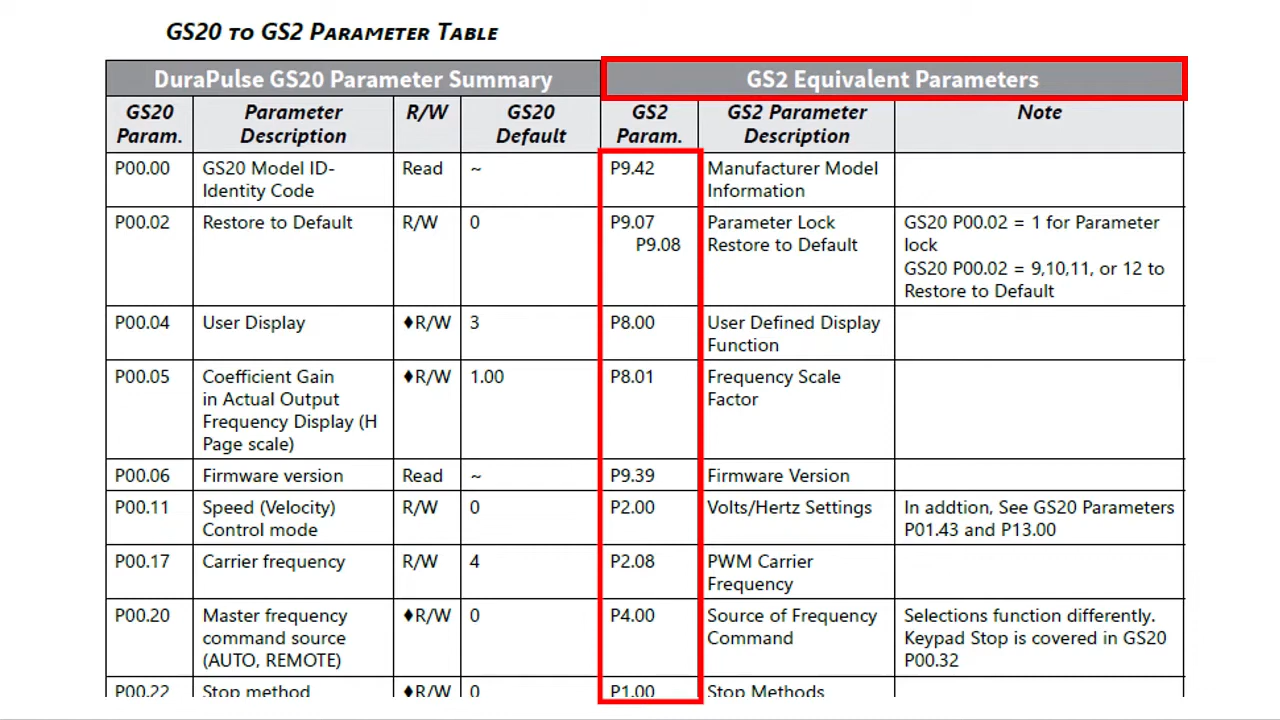 GS20 TO GS2 PARAMETER TABLE
DuraPulse GS20 Parameter Summary GS2 Equivalent Parameters
GS20 Param. Parameter Description R/W GS20 Default GS2 Param. GS2 Parameter Description Note
P00.00 GS20 Model ID- Read ~ P9.42 Manufacturer Model
Identity Code Information
P00.02 Restore to Default R/W 0 P9.07 Parameter Lock GS20 P00.02 = 1 for Parameter
P9.08 Restore to Default lock
GS20 P00.02 = 9,10,11, or 12 to
Restore to Default
P00.04 User Display ♦R/W 3 P8.00 User Defined Display
Function
P00.05 Coefficient Gain ♦R/W 1.00 P8.01 Frequency Scale
in Actual Output Factor
Frequency Display (H
Page scale)
P00.06 Firmware version Read ~ P9.39 Firmware Version
P00.11 Speed (Velocity) R/W 0 P2.00 Volts/Hertz Settings In addtion, See GS20 Parameters
Control mode P01.43 and P13.00
P00.17 Carrier frequency R/W 4 P2.08 PWM Carrier
Frequency
P00.20 Master frequency ♦R/W 0 P4.00 Source of Frequency Selections function differently.
command source Command Keypad Stop is covered in GS20
(AUTO, REMOTE) P00.32
P00.22 Stop method ♦R/W 0 P1.00 Stop Methods